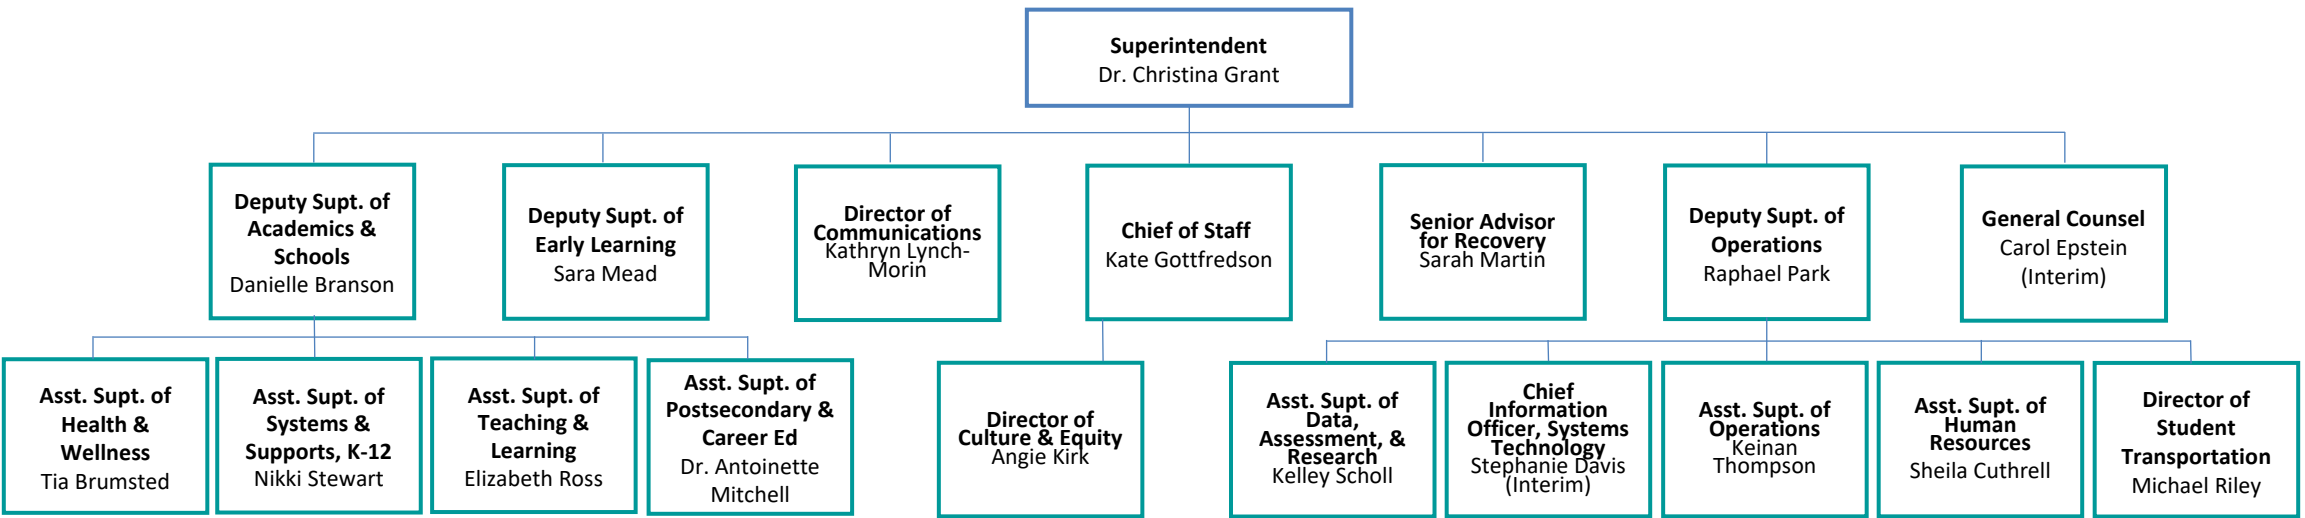 Superintendent
Dr. Christina Grant
Deputy Supt. of
Academics &
Schools
Danielle Branson
Deputy Supt. of
Early Learning
Sara Mead
Director of
Communications
Kathryn Lynch-
Morin
Chief of Staff
Kate Gottfredson
Senior Advisor
for Recovery
Sarah Martin
Deputy Supt. of
Operations
Raphael Park
General Counsel
Carol Epstein
(Interim)
Asst. Supt. of
Health &
Wellness
Tia Brumsted
Asst. Supt. of
Systems &
Supports, K-12
Nikki Stewart
Asst. Supt. of
Teaching &
Learning
Elizabeth Ross
Asst. Supt. of
Postsecondary &
Career Ed
Dr. Antoinette
Mitchell
Director of
Culture & Equity
Angie Kirk
Asst. Supt. of
Data,
Assessment, &
Research
Kelley Scholl
Chief
Information
Officer, Systems
Technology
Stephanie Davis
(Interim)
Asst. Supt. of
Operations
Keinan
Thompson
Asst. Supt. of
Human
Resources
Sheila Cuthrell
Director of
Student
Transportation
Michael Riley